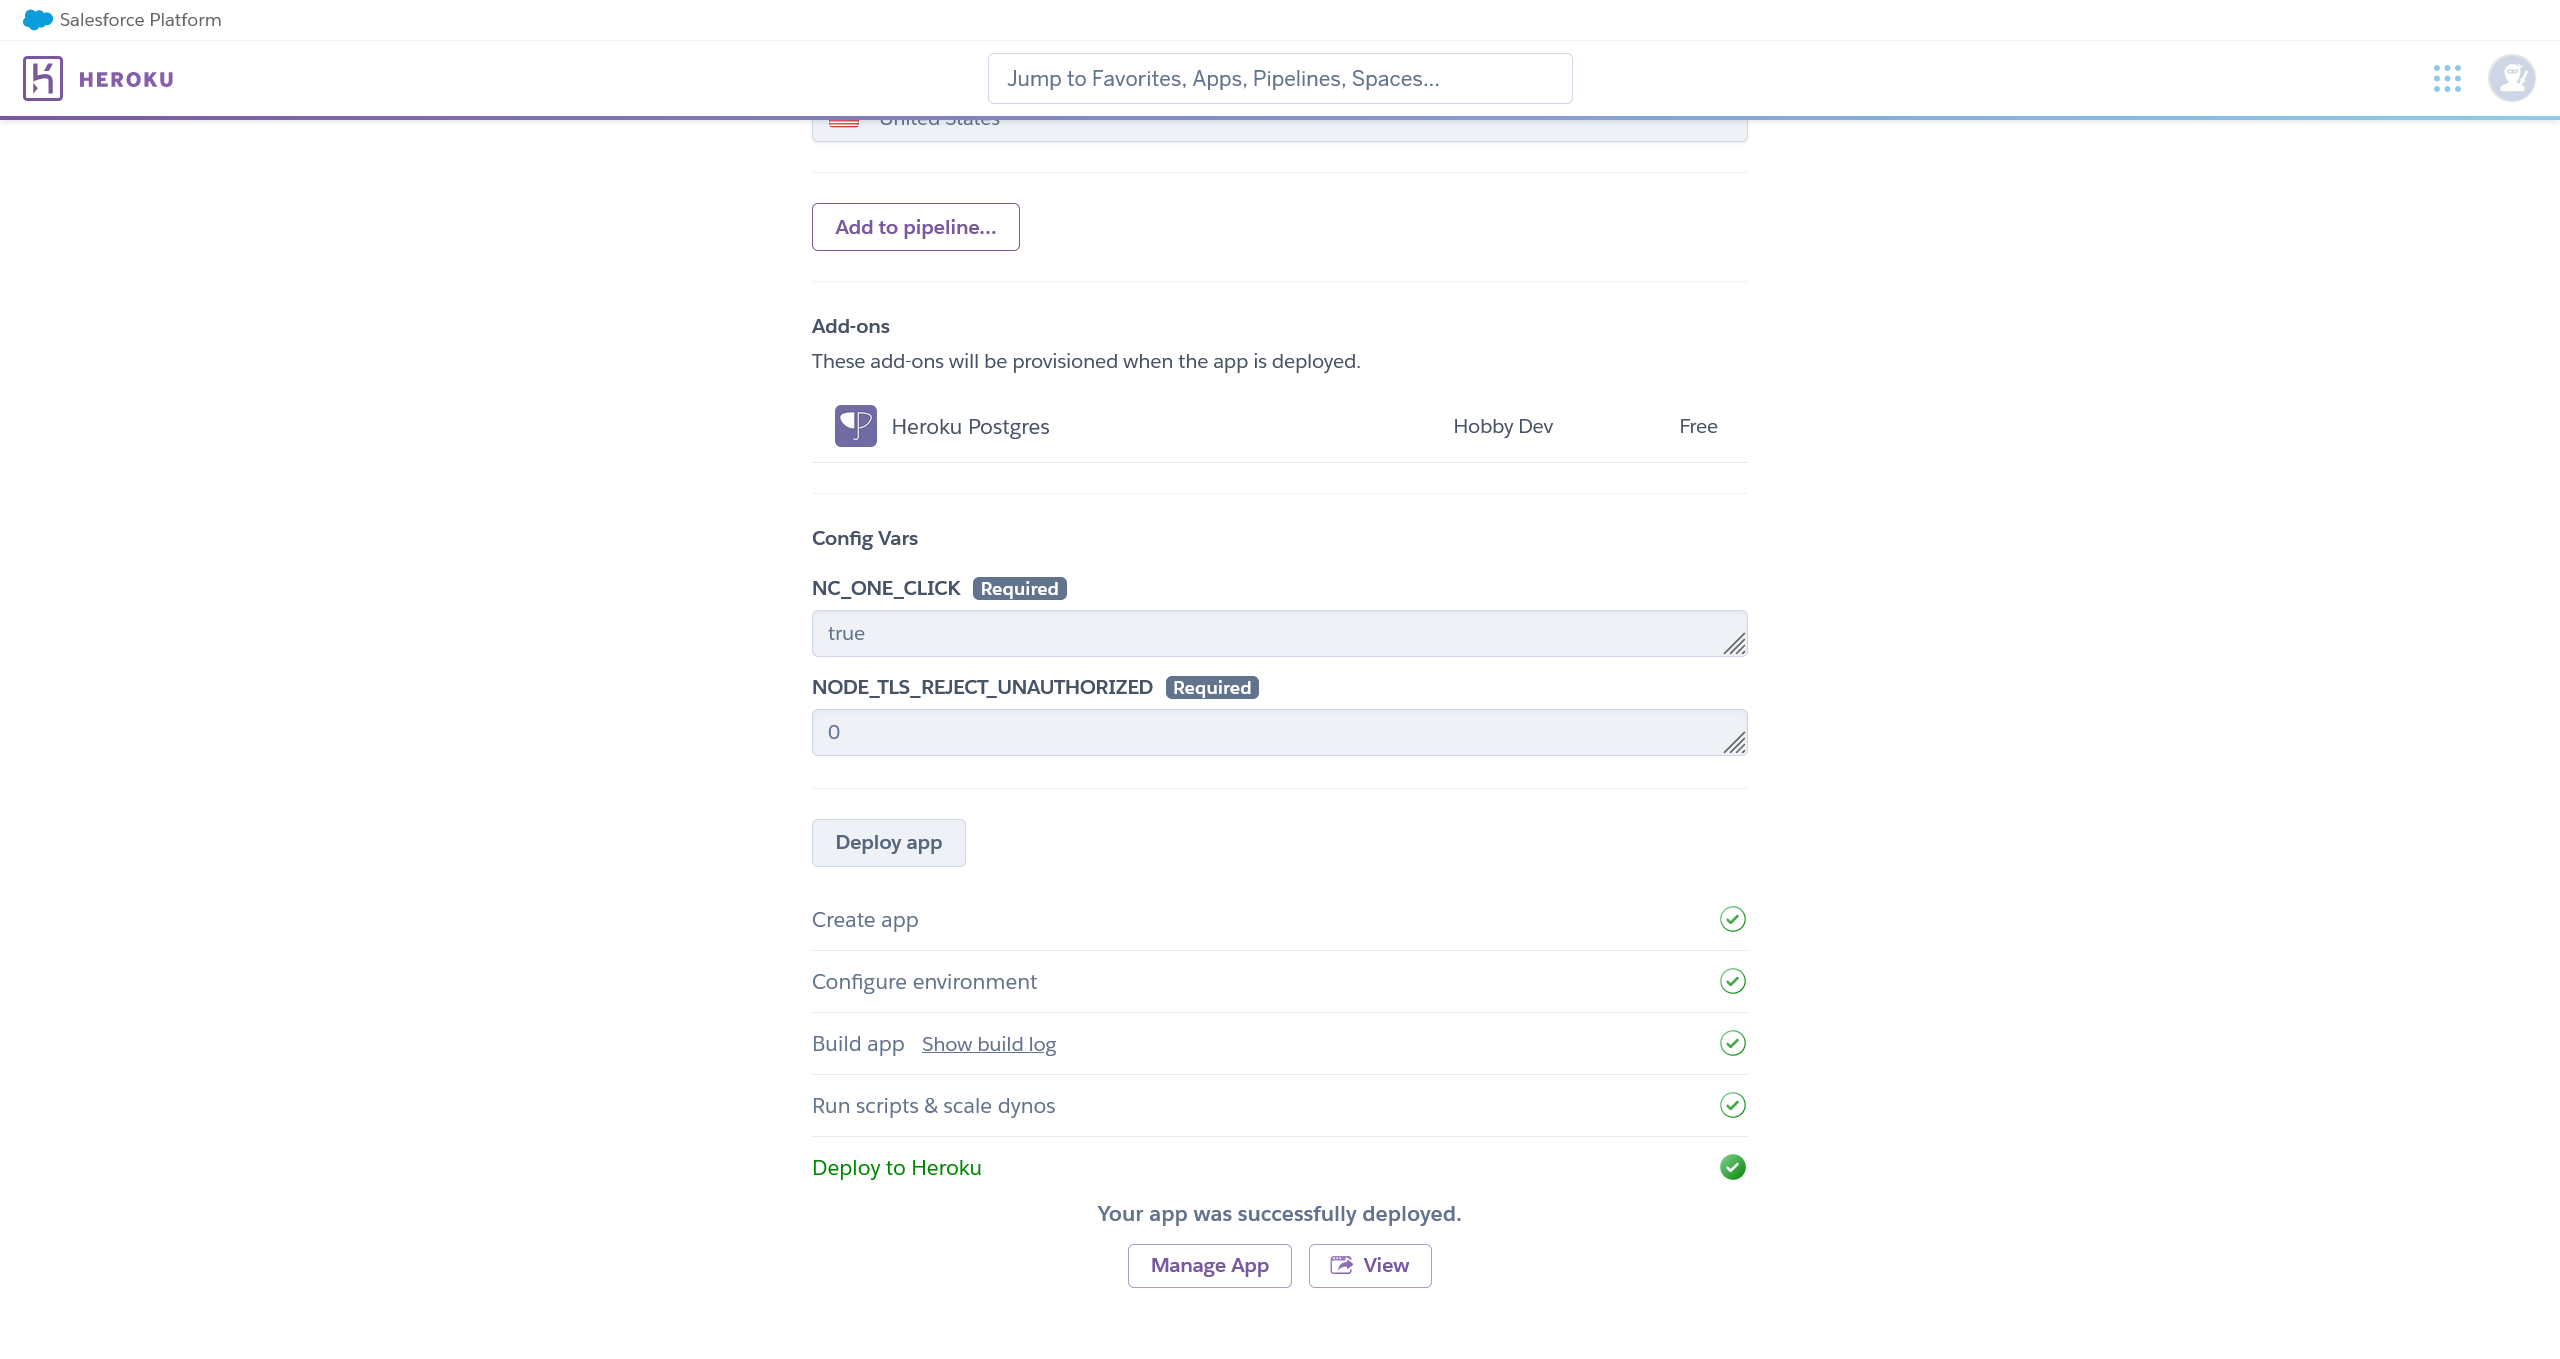 Salesforce Platform
HEROKU
Jump to Favorites, Apps, Pipelines, Spaces...
United States
Add to pipeline...
Add-ons
These add-ons will be provisioned when the app is deployed.
Heroku Postgres Hobby Dev Free
Config Vars
NC_ONE_CLICK Required
true
NODE_TLS_REJECT_UNAUTHORIZED Required
0
Deploy app
Create app
Configure environment
Build app Show build log
Run scripts & scale dynos
Deploy to Heroku
Your app was successfully deployed.
Manage App View